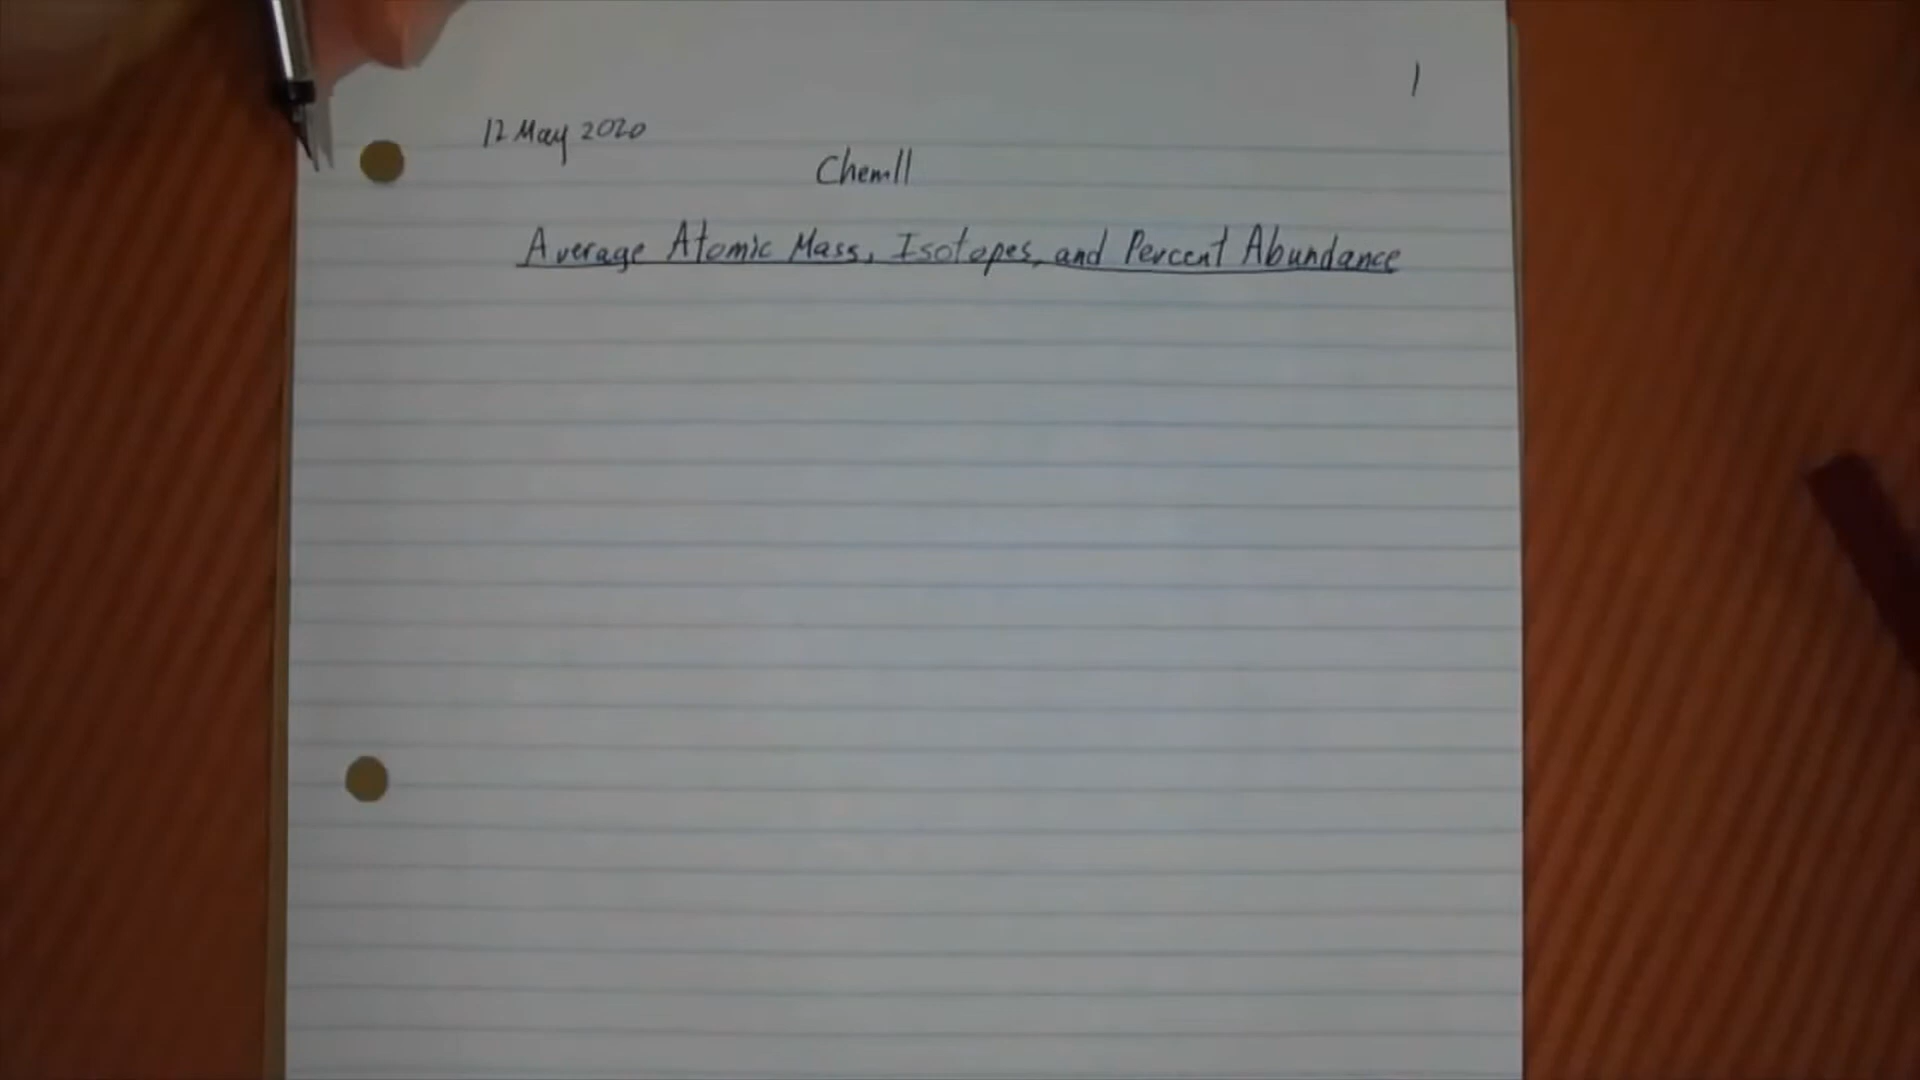 1
12 May 2020
Chem11
Average Atomic Mass, Isotopes, and Percent Abundance